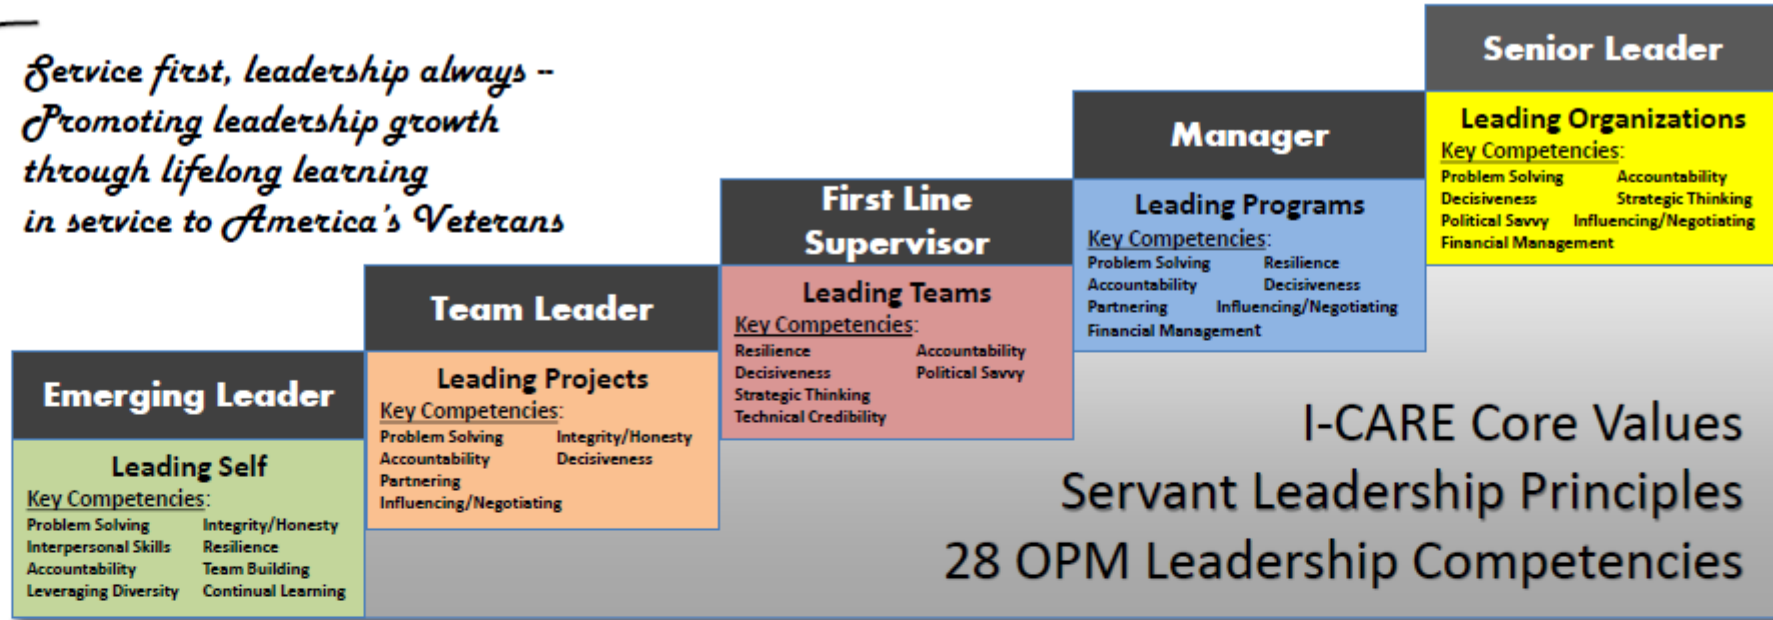 Service first, leadership always --
Promoting leadership growth
through lifelong learning
in service to America's Veterans
Emerging Leader
Leading Self
Key Competencies:
Problem Solving Integrity/Honesty
Interpersonal Skills Resilience
Accountability Team Building
Leveraging Diversity Continual Learning
Team Leader
Leading Projects
Key Competencies:
Problem Solving Integrity/Honesty
Accountability Decisiveness
Partnering
Influencing/Negotiating
First Line
Supervisor
Leading Teams
Key Competencies:
Resilience Accountability
Decisiveness Political Savvy
Strategic Thinking
Technical Credibility
Manager
Leading Programs
Key Competencies:
Problem Solving Resilience
Accountability Decisiveness
Partnering Influencing/Negotiating
Financial Management
Senior Leader
Leading Organizations
Key Competencies:
Problem Solving Accountability
Decisiveness Strategic Thinking
Political Savvy Influencing/Negotiating
Financial Management
I-CARE Core Values
Servant Leadership Principles
28 OPM Leadership Competencies